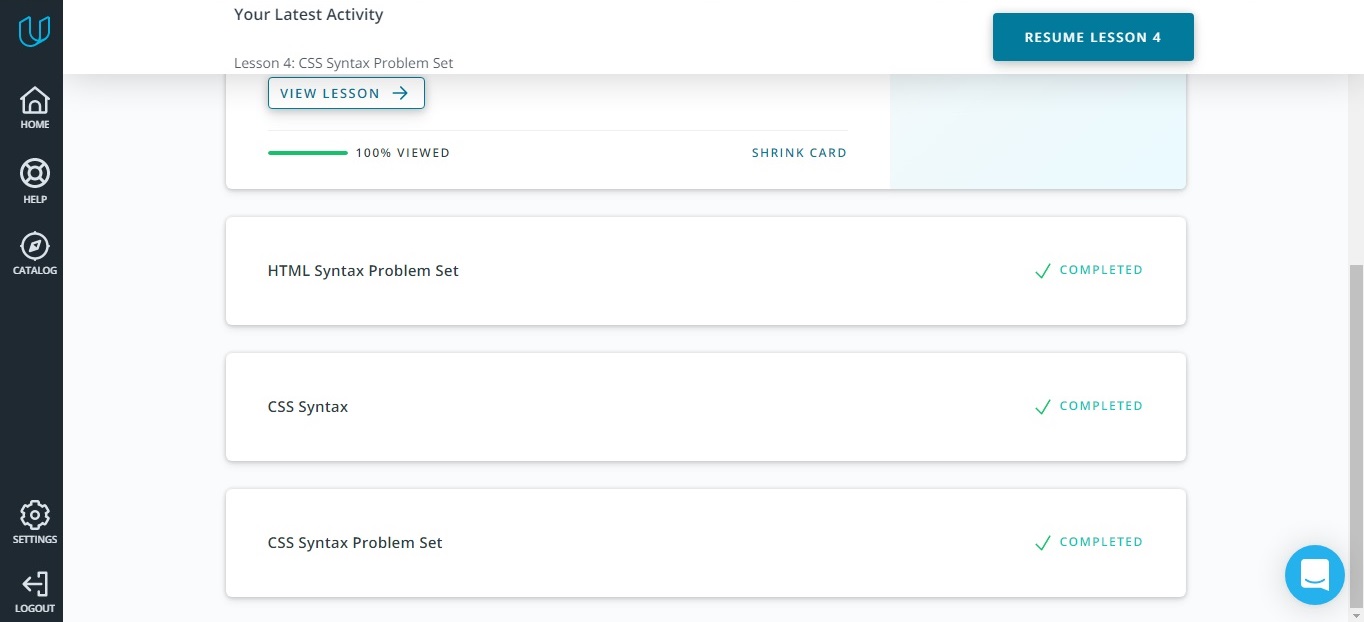 Your Latest Activity
RESUME LESSON 4
Lesson 4: CSS Syntax Problem Set
VIEW LESSON
100% VIEWED
SHRINK CARD
HTML Syntax Problem Set
COMPLETED
CSS Syntax
COMPLETED
CSS Syntax Problem Set
COMPLETED
HOME
HELP
CATALOG
SETTINGS
LOGOUT